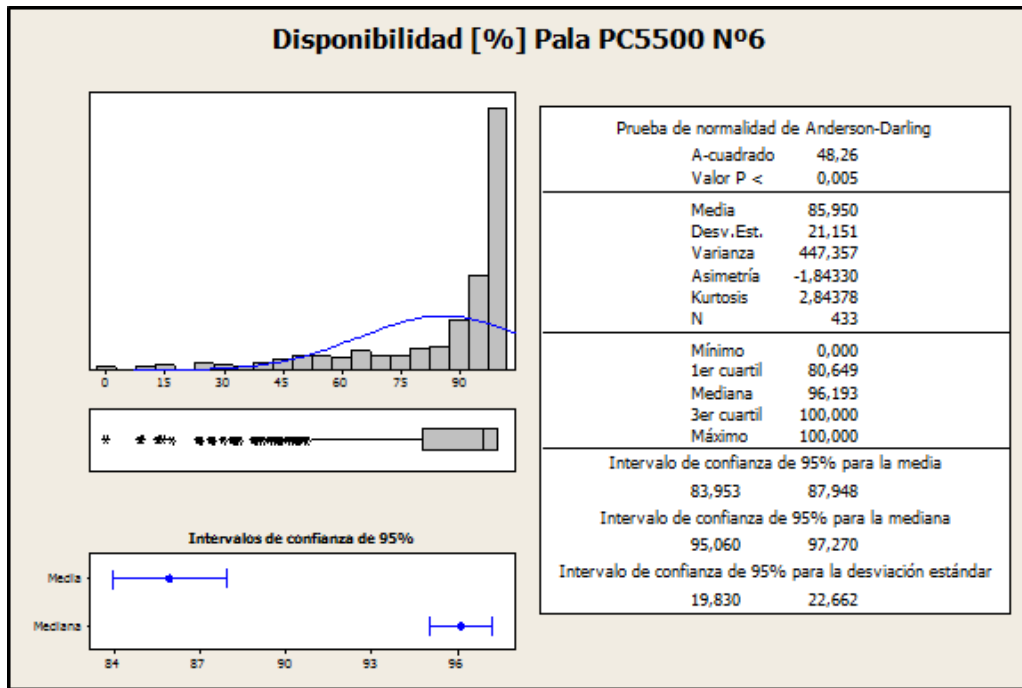 Disponibilidad [%] Pala PC5500 Nº6
0 15 30 45 60 75 90
Intervalos de confianza de 95%
Media
Mediana
84 87 90 93 96
Prueba de normalidad de Anderson-Darling
A-cuadrado 48,26
Valor P < 0,005
Media 85,950
Desv.Est. 21,151
Varianza 447,357
Asimetría -1,84330
Kurtosis 2,84378
N 433
Mínimo 0,000
1er cuartil 80,649
Mediana 96,193
3er cuartil 100,000
Máximo 100,000
Intervalo de confianza de 95% para la media
83,953 87,948
Intervalo de confianza de 95% para la mediana
95,060 97,270
Intervalo de confianza de 95% para la desviación estándar
19,830 22,662